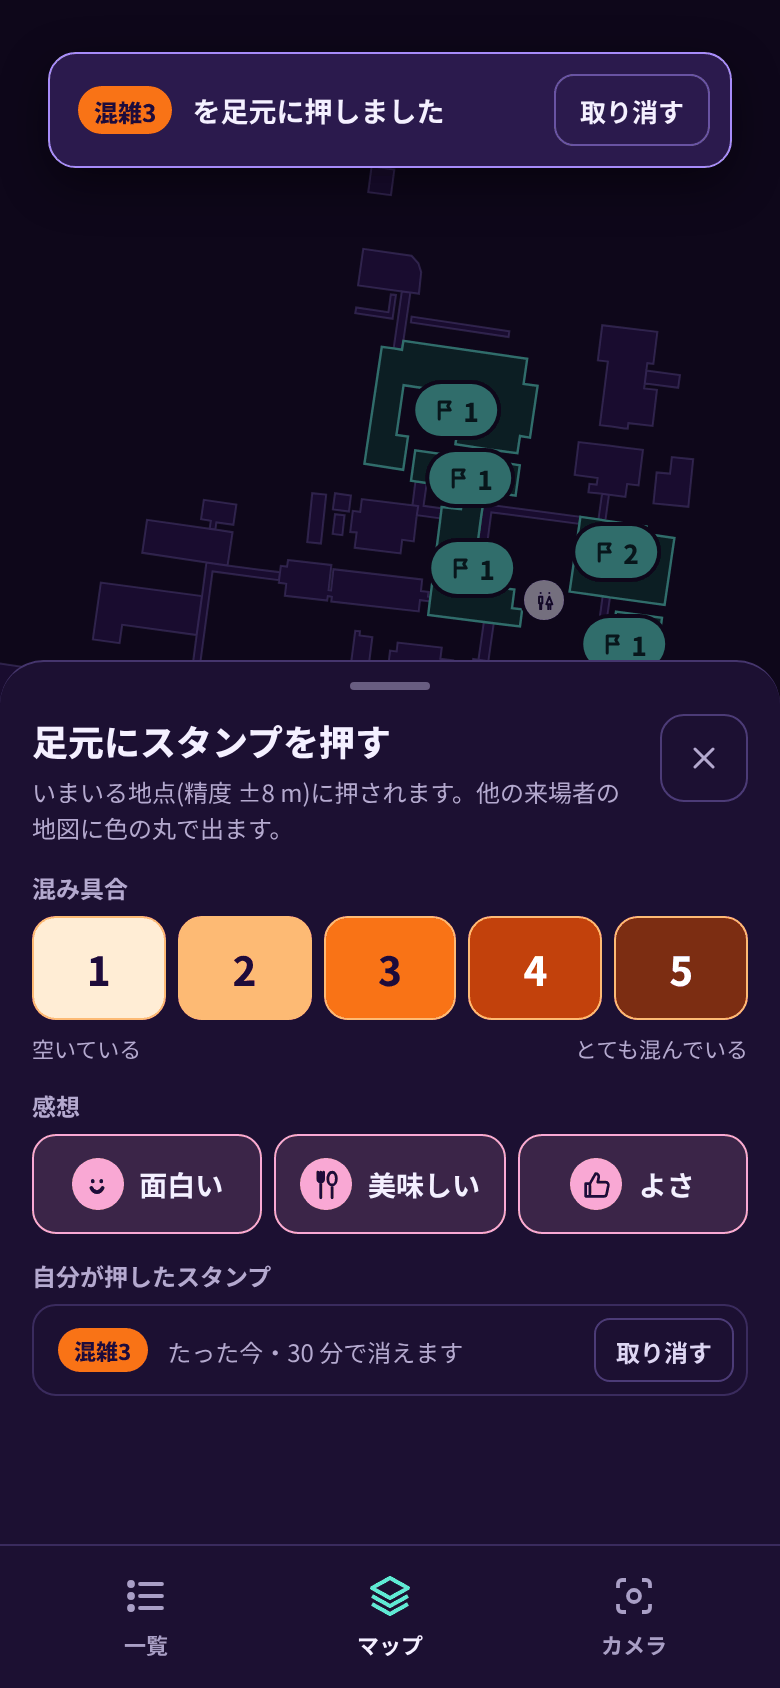 混雑3 を足元に押しました 取り消す
1
1
1
2
1
足元にスタンプを押す
いまいる地点(精度 ±8 m)に押されます。他の来場者の
地図に色の丸で出ます。
混み具合
1 2 3 4 5
空いている とても混んでいる
感想
面白い 美味しい よさ
自分が押したスタンプ
混雑3 たった今・30 分で消えます 取り消す
一覧 マップ カメラ